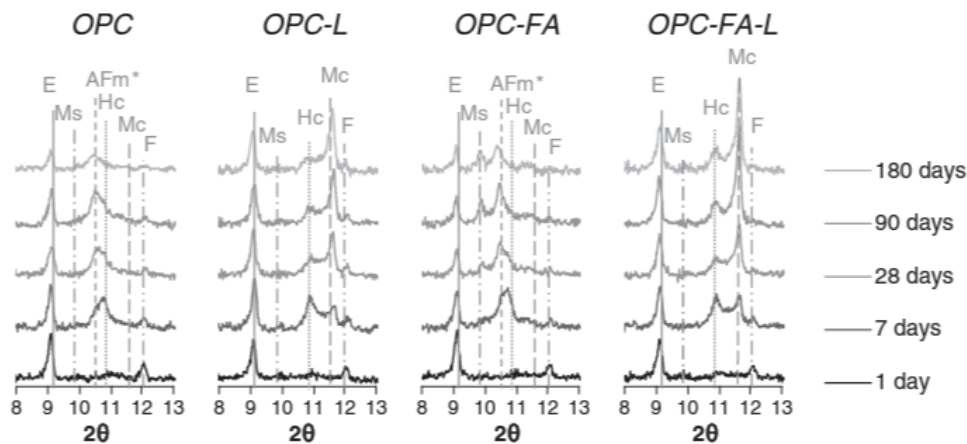 OPC OPC-L OPC-FA OPC-FA-L
E Ms AFm* Hc Mc F
E Ms Hc Mc F
E Ms AFm* Hc Mc F
E Ms Hc Mc F
180 days
90 days
28 days
7 days
1 day
8 9 10 11 12 13 8 9 10 11 12 13 8 9 10 11 12 13 8 9 10 11 12 13
2θ 2θ 2θ 2θ